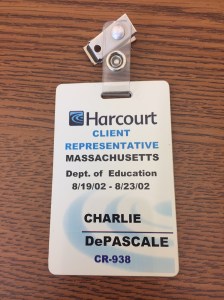 Harcourt
CLIENT
REPRESENTATIVE
MASSACHUSETTS
Dept. of Education
8/19/02 - 8/23/02
CHARLIE
DePASCALE
CR-938